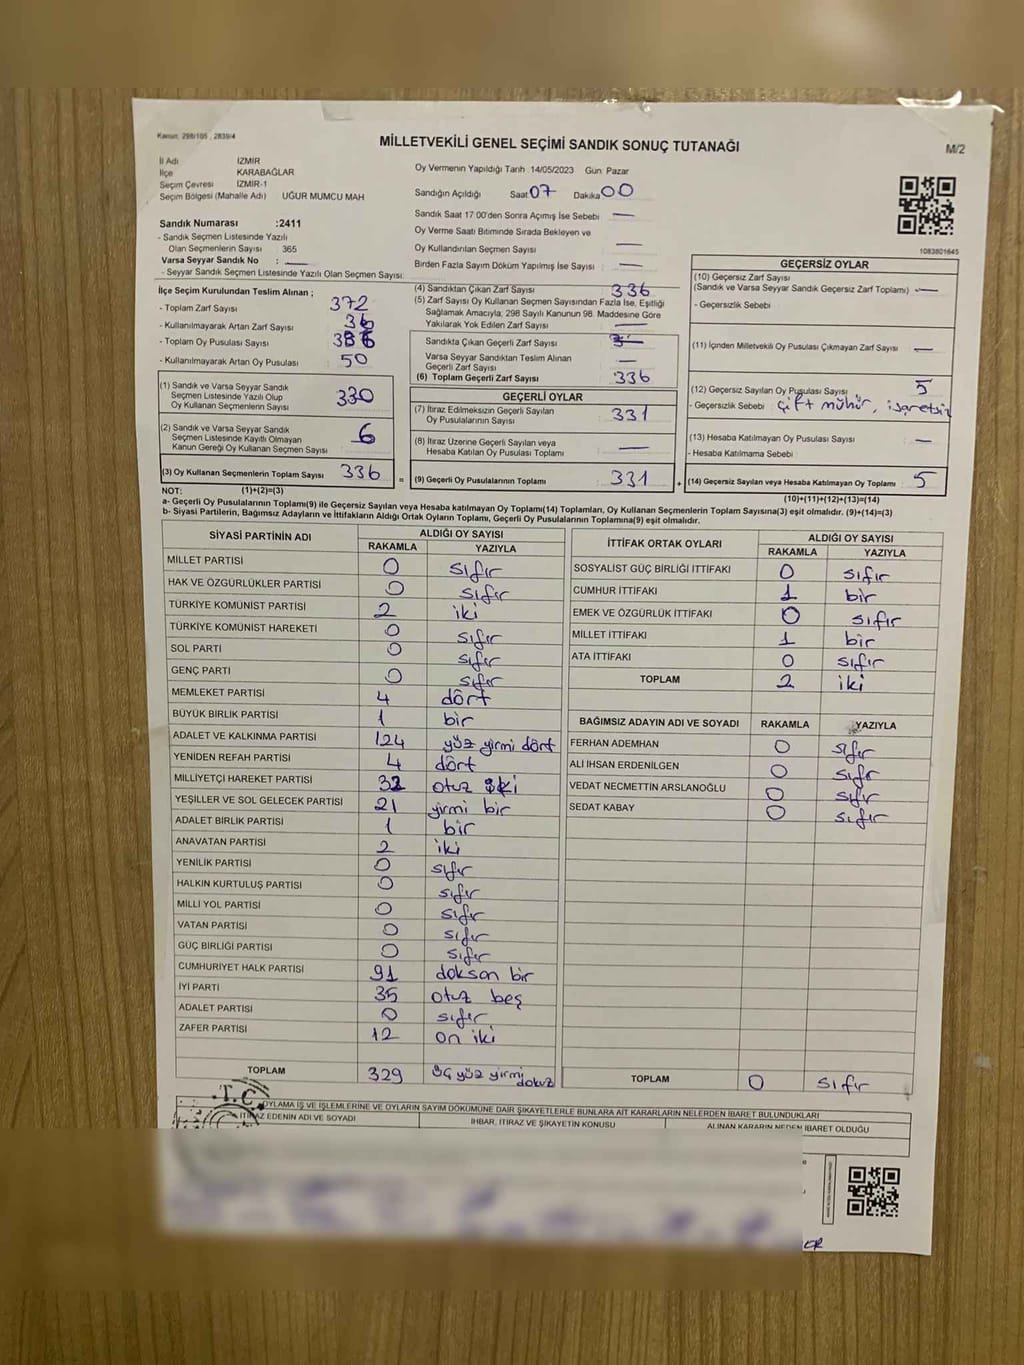 Kanun: 298/105 , 2839/4
MİLLETVEKİLİ GENEL SEÇİMİ SANDIK SONUÇ TUTANAĞI
M/2
İl Adı İZMİR
İlçe KARABAĞLAR
Seçim Çevresi İZMİR-1
Seçim Bölgesi (Mahalle Adı) UĞUR MUMCU MAH
Sandık Numarası :2411
- Sandık Seçmen Listesinde Yazılı
Olan Seçmenlerin Sayısı 365
Varsa Seyyar Sandık No : —
- Seyyar Sandık Seçmen Listesinde Yazılı Olan Seçmen Sayısı:
Oy Vermenin Yapıldığı Tarih 14/05/2023 Gün Pazar
Sandığın Açıldığı Saat 07 Dakika 00
Sandık Saat 17 00'den Sonra Açımış İse Sebebi —
Oy Verme Saati Bitiminde Sırada Bekleyen ve
Oy Kullandırılan Seçmen Sayısı —
Birden Fazla Sayım Döküm Yapılmış İse Sayısı —
1083801645
İlçe Seçim Kurulundan Teslim Alınan ;
- Toplam Zarf Sayısı 372
- Kullanılmayarak Artan Zarf Sayısı 36
- Toplam Oy Pusulası Sayısı 386
- Kullanılmayarak Artan Oy Pusulası 50
(1) Sandık ve Varsa Seyyar Sandık
Seçmen Listesinde Yazılı Olup
Oy Kullanan Seçmenlerin Sayısı 330
(2) Sandık ve Varsa Seyyar Sandık
Seçmen Listesinde Kayıtlı Olmayan
Kanun Gereği Oy Kullanan Seçmen Sayısı 6
(3) Oy Kullanan Seçmenlerin Toplam Sayısı 336
(4) Sandıktan Çıkan Zarf Sayısı 336
(5) Zarf Sayısı Oy Kullanan Seçmen Sayısından Fazla İse, Eşitliği
Sağlamak Amacıyla, 298 Sayılı Kanunun 98. Maddesine Göre
Yakılarak Yok Edilen Zarf Sayısı —
Sandıkta Çıkan Geçerli Zarf Sayısı
Varsa Seyyar Sandıktan Teslim Alınan
Geçerli Zarf Sayısı —
(6) Toplam Geçerli Zarf Sayısı 336
GEÇERLİ OYLAR
(7) İtiraz Edilmeksizin Geçerli Sayılan
Oy Pusulalarının Sayısı 331
(8) İtiraz Üzerine Geçerli Sayılan veya
Hesaba Katılan Oy Pusulası Toplamı —
= (9) Geçerli Oy Pusulalarının Toplamı 331 +
GEÇERSİZ OYLAR
(10) Geçersiz Zarf Sayısı
(Sandık ve Varsa Seyyar Sandık Geçersiz Zarf Toplamı) —
- Geçersizlik Sebebi
(11) İçinden Milletvekili Oy Pusulası Çıkmayan Zarf Sayısı —
(12) Geçersiz Sayılan Oy Pusulası Sayısı 5
- Geçersizlik Sebebi çift mühür, işaretsiz
(13) Hesaba Katılmayan Oy Pusulası Sayısı —
- Hesaba Katılmama Sebebi
(14) Geçersiz Sayılan veya Hesaba Katılmayan Oy Toplamı 5
NOT: (1)+(2)=(3)
(10)+(11)+(12)+(13)=(14)
a- Geçerli Oy Pusulalarının Toplamı(9) ile Geçersiz Sayılan veya Hesaba katılmayan Oy Toplamı(14) Toplamları, Oy Kullanan Seçmenlerin Toplam Sayısına(3) eşit olmalıdır. (9)+(14)=(3)
b- Siyasi Partilerin, Bağımsız Adayların ve İttifakların Aldığı Ortak Oyların Toplamı, Geçerli Oy Pusulalarının Toplamına(9) eşit olmalıdır.
SİYASİ PARTİNİN ADI ALDIĞI OY SAYISI
RAKAMLA YAZIYLA
MİLLET PARTİSİ 0 sıfır
HAK VE ÖZGÜRLÜKLER PARTİSİ 0 sıfır
TÜRKİYE KOMÜNİST PARTİSİ 2 iki
TÜRKİYE KOMÜNİST HAREKETİ 0 sıfır
SOL PARTİ 0 sıfır
GENÇ PARTİ 0 sıfır
MEMLEKET PARTİSİ 4 dört
BÜYÜK BİRLİK PARTİSİ 1 bir
ADALET VE KALKINMA PARTİSİ 124 yüz yirmi dört
YENİDEN REFAH PARTİSİ 4 dört
MİLLİYETÇİ HAREKET PARTİSİ 32 otuz iki
YEŞİLLER VE SOL GELECEK PARTİSİ 21 yirmi bir
ADALET BİRLİK PARTİSİ 1 bir
ANAVATAN PARTİSİ 2 iki
YENİLİK PARTİSİ 0 sıfır
HALKIN KURTULUŞ PARTİSİ 0 sıfır
MİLLİ YOL PARTİSİ 0 sıfır
VATAN PARTİSİ 0 sıfır
GÜÇ BİRLİĞİ PARTİSİ 0 sıfır
CUMHURİYET HALK PARTİSİ 91 doksan bir
İYİ PARTİ 35 otuz beş
ADALET PARTİSİ 0 sıfır
ZAFER PARTİSİ 12 on iki
TOPLAM 329 üç yüz yirmi dokuz
İTTİFAK ORTAK OYLARI ALDIĞI OY SAYISI
RAKAMLA YAZIYLA
SOSYALİST GÜÇ BİRLİĞİ İTTİFAKI 0 sıfır
CUMHUR İTTİFAKI 1 bir
EMEK VE ÖZGÜRLÜK İTTİFAKI 0 sıfır
MİLLET İTTİFAKI 1 bir
ATA İTTİFAKI 0 sıfır
TOPLAM 2 iki
BAĞIMSIZ ADAYIN ADI VE SOYADI RAKAMLA YAZIYLA
FERHAN ADEMHAN 0 sıfır
ALİ İHSAN ERDENİLGEN 0 sıfır
VEDAT NECMETTİN ARSLANOĞLU 0 sıfır
SEDAT KABAY 0 sıfır
TOPLAM 0 sıfır
T.C.
OYLAMA İŞ VE İŞLEMLERİNE VE OYLARIN SAYIM DÖKÜMÜNE DAİR ŞİKAYETLERLE BUNLARA AİT KARARLARIN NELERDEN İBARET BULUNDUKLARI
İTİRAZ EDENİN ADI VE SOYADI İHBAR, İTİRAZ VE ŞİKAYETİN KONUSU ALINAN KARARIN NEDEN İBARET OLDUĞU